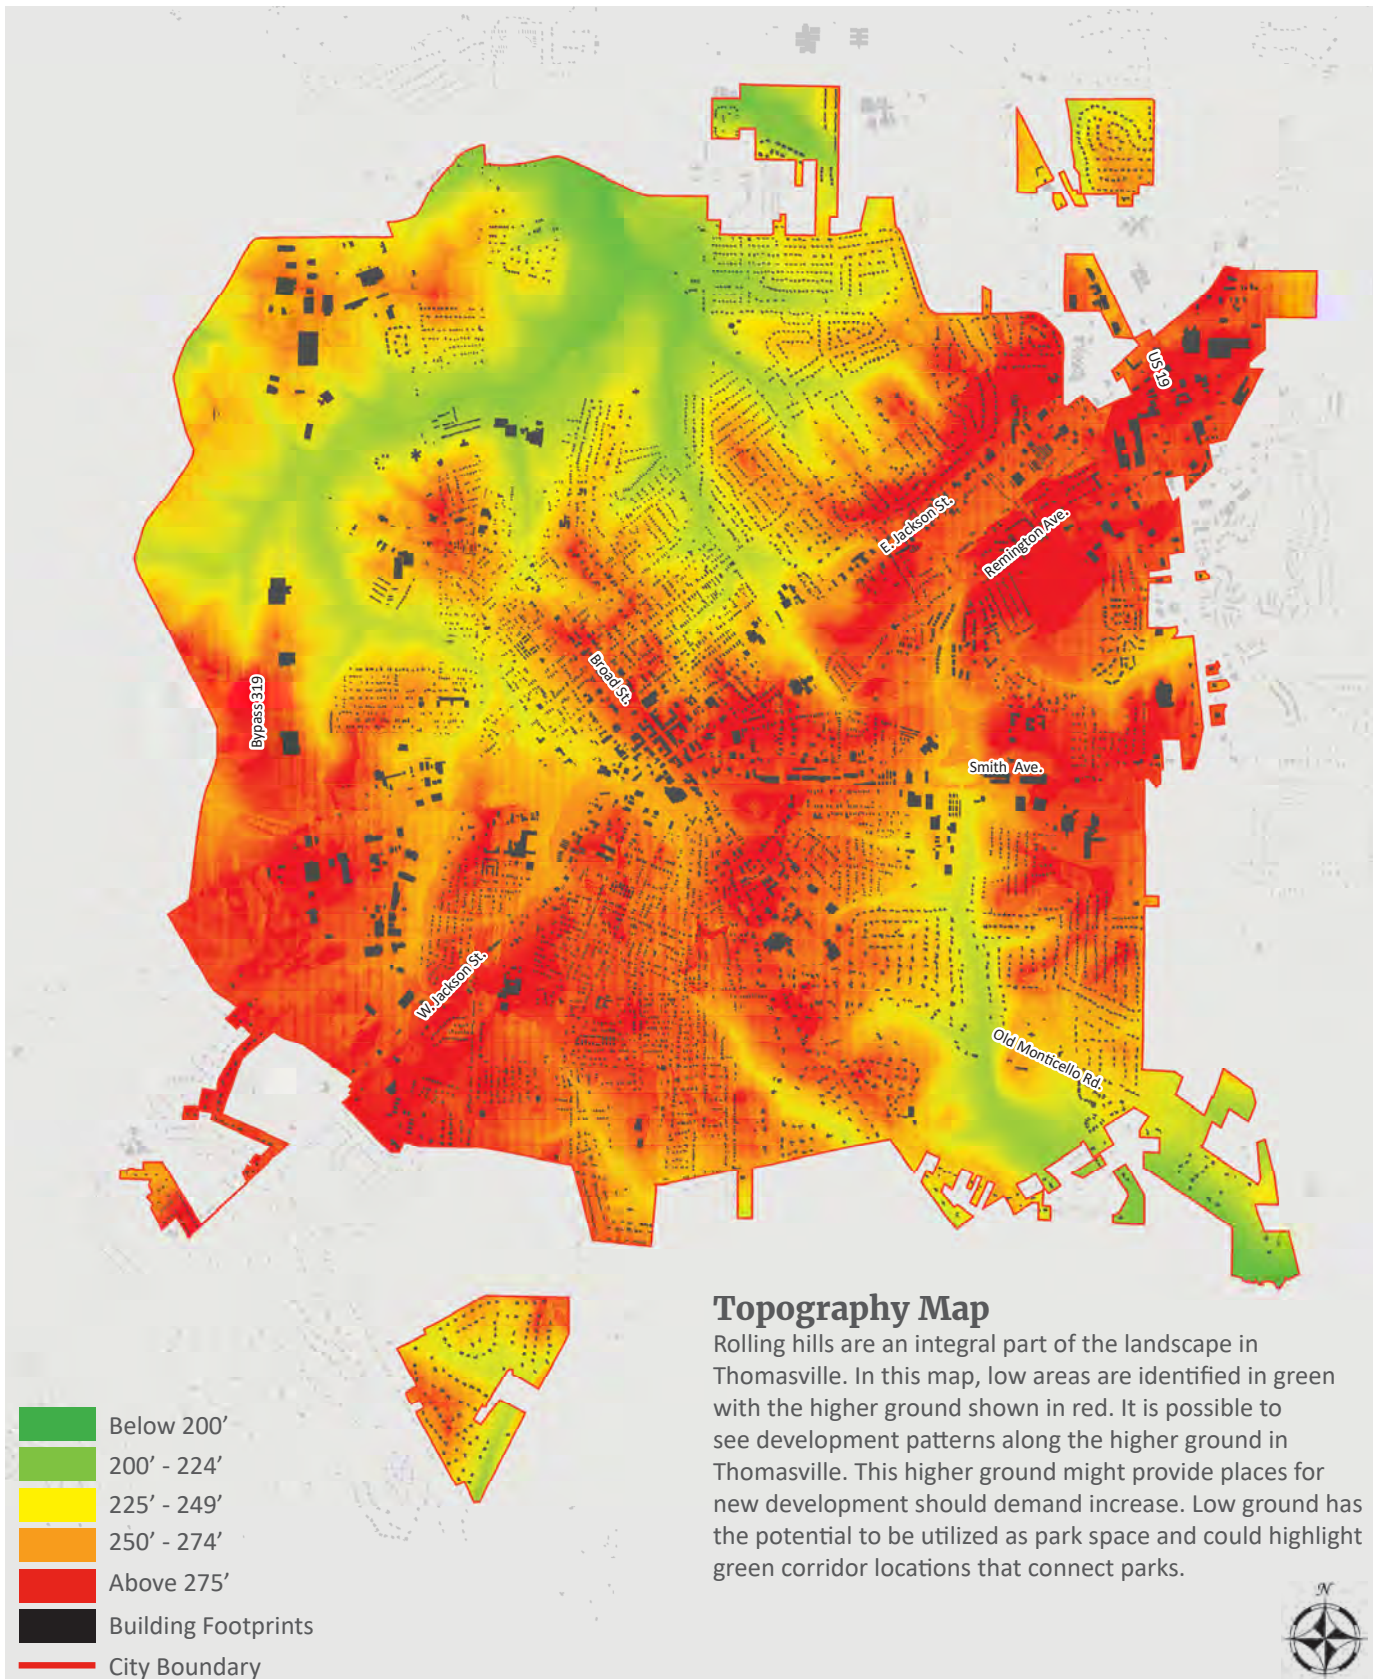 US 19
E. Jackson St.
Remington Ave.
Broad St.
Bypass 319
Smith Ave.
W. Jackson St.
Old Monticello Rd.
Topography Map
Rolling hills are an integral part of the landscape in
Thomasville. In this map, low areas are identified in green
with the higher ground shown in red. It is possible to
see development patterns along the higher ground in
Thomasville. This higher ground might provide places for
new development should demand increase. Low ground has
the potential to be utilized as park space and could highlight
green corridor locations that connect parks.
Below 200’
200’ - 224’
225’ - 249’
250’ - 274’
Above 275’
Building Footprints
City Boundary
N